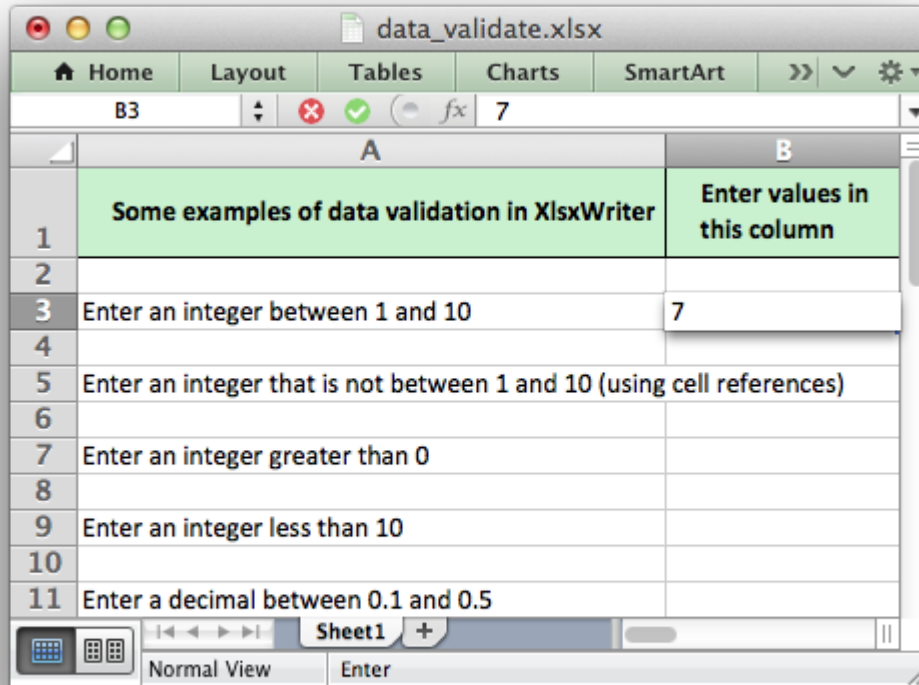 data_validate.xlsx
Home Layout Tables Charts SmartArt
B3 fx 7
A B
1 Some examples of data validation in XlsxWriter Enter values in
this column
2
3 Enter an integer between 1 and 10 7
4
5 Enter an integer that is not between 1 and 10 (using cell references)
6
7 Enter an integer greater than 0
8
9 Enter an integer less than 10
10
11 Enter a decimal between 0.1 and 0.5
Sheet1 +
Normal View Enter